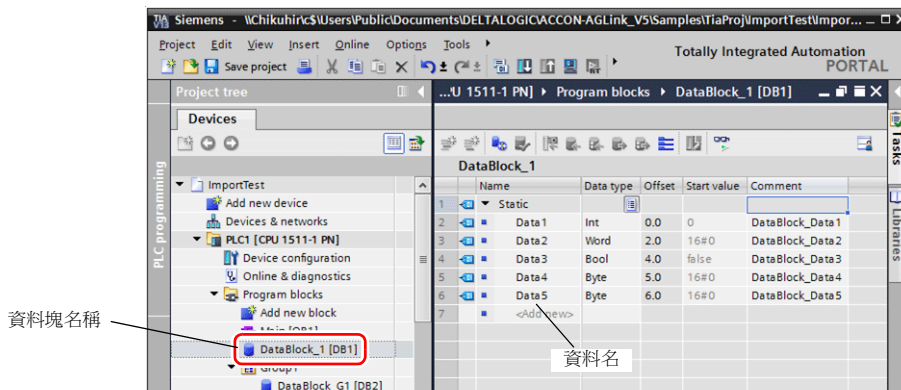 Siemens - \\Chikuhir\c$\Users\Public\Documents\DELTALOGIC\ACCON-AGLink_V5\Samples\TiaProj\ImportTest\Impor...
Project Edit View Insert Online Options Tools
Totally Integrated Automation
PORTAL
Save project
Project tree
...'U 1511-1 PN] Program blocks DataBlock_1 [DB1]
Devices
PLC programming
Tasks
Libraries
ImportTest
Add new device
Devices & networks
PLC1 [CPU 1511-1 PN]
Device configuration
Online & diagnostics
Program blocks
Add new block
Main [OB1]
DataBlock_1 [DB1]
Group1
DataBlock_G1 [DB2]
DataBlock_1
Name Data type Offset Start value Comment
1 Static
2 Data1 Int 0.0 0 DataBlock_Data1
3 Data2 Word 2.0 16#0 DataBlock_Data2
4 Data3 Bool 4.0 false DataBlock_Data3
5 Data4 Byte 5.0 16#0 DataBlock_Data4
6 Data5 Byte 6.0 16#0 DataBlock_Data5
7 <Add new>
資料塊名稱
資料名